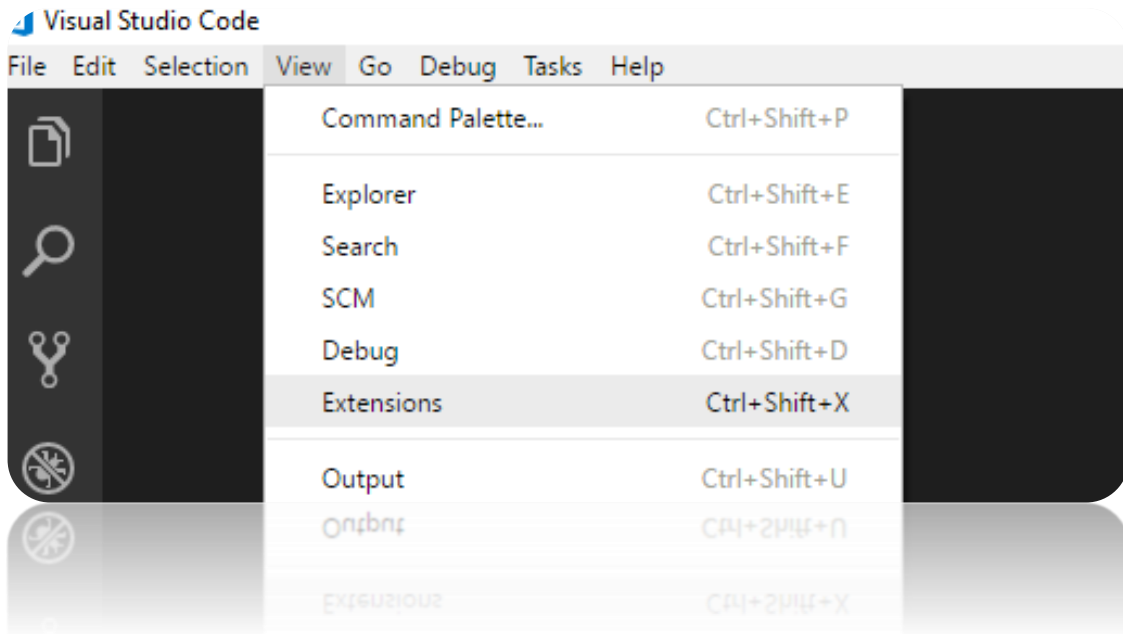 Visual Studio Code
File Edit Selection View Go Debug Tasks Help
Command Palette... Ctrl+Shift+P
Explorer Ctrl+Shift+E
Search Ctrl+Shift+F
SCM Ctrl+Shift+G
Debug Ctrl+Shift+D
Extensions Ctrl+Shift+X
Output Ctrl+Shift+U